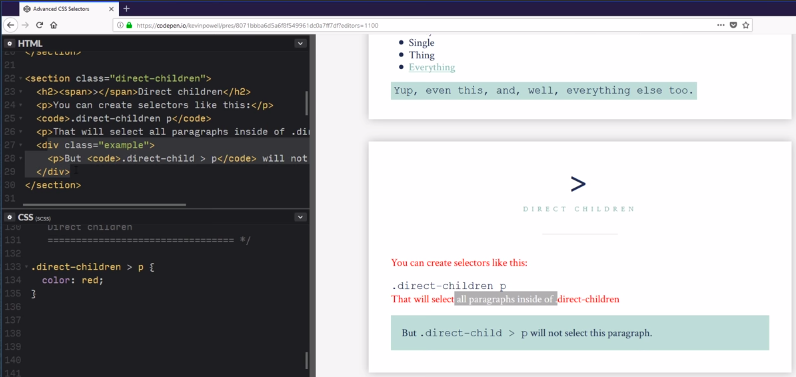 Advanced CSS Selectors
https://codepen.io/kevinpowell/pres/8071bbba6d5a6f9f549961dc0a7ff7df?editors=1100
HTML
20 </section>
21
22 <section class="direct-children">
23 <h2><span>></span>Direct children</h2>
24 <p>You can create selectors like this:</p>
25 <code>.direct-children p</code>
26 <p>That will select all paragraphs inside of .di
27 <div class="example">
28 <p>But <code>.direct-child > p</code> will not
29 </div>
30 </section>
31
CSS (SCSS)
130 Direct children
131 ================================ */
132
133 .direct-children > p {
134 color: red;
135 }
136
137
138
139
140
141
Single
Thing
Everything
Yup, even this, and, well, everything else too.
>
DIRECT CHILDREN
You can create selectors like this:
.direct-children p
That will select all paragraphs inside of .direct-children
But .direct-child > p will not select this paragraph.